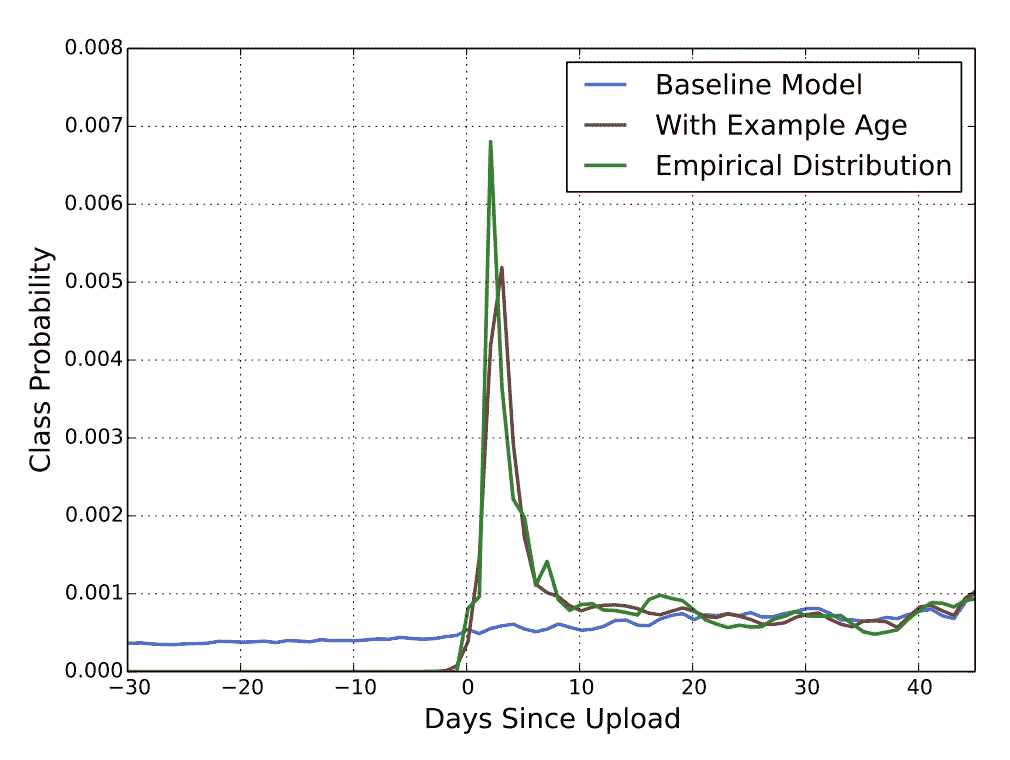 0.008
0.007
0.006
0.005
0.004
0.003
0.002
0.001
0.000
Class Probability
Baseline Model
With Example Age
Empirical Distribution
−30 −20 −10 0 10 20 30 40
Days Since Upload